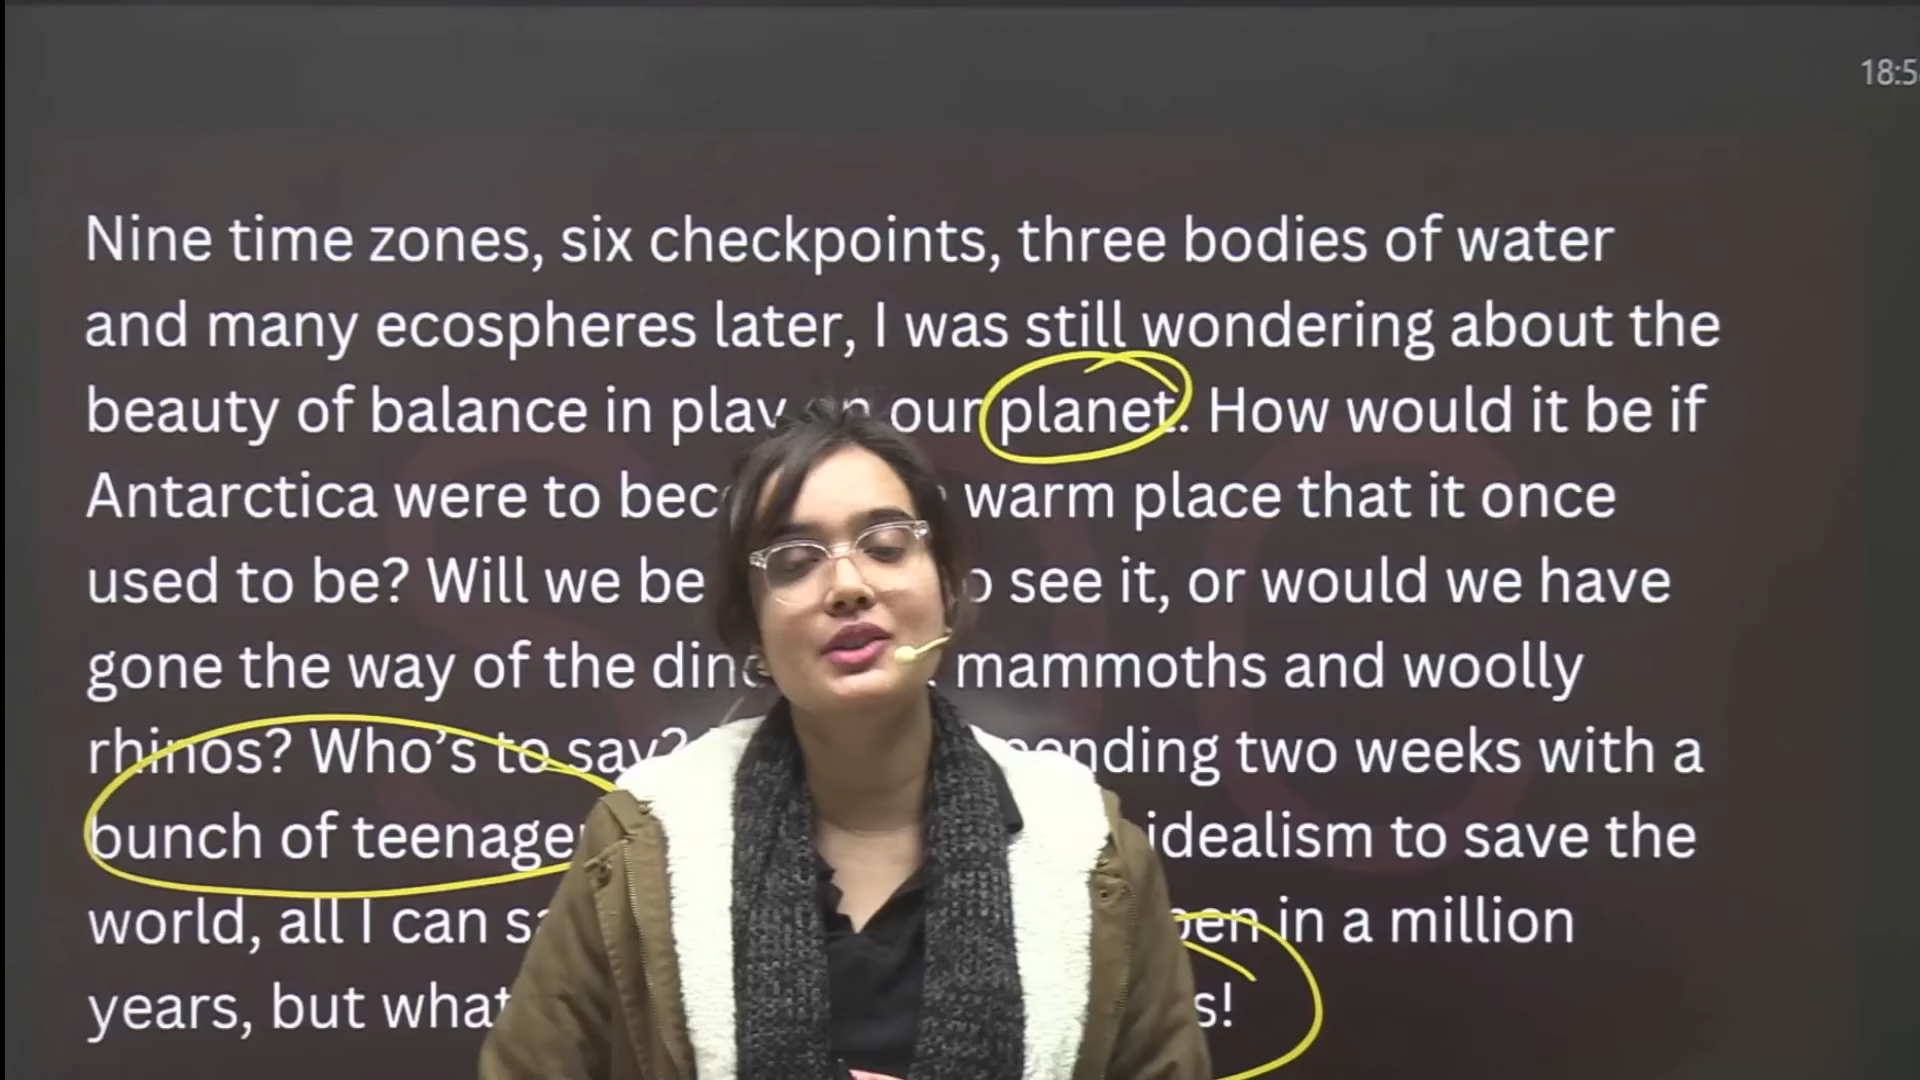 18:5
Nine time zones, six checkpoints, three bodies of water
and many ecospheres later, I was still wondering about the
beauty of balance in play our planet. How would it be if
Antarctica were to warm place that it once
used to be? Will we be see it, or would we have
gone the way of the mammoths and woolly
rhinos? Who's to say? two weeks with a
bunch of idealism to save the
world, all I can in a million
years, but what